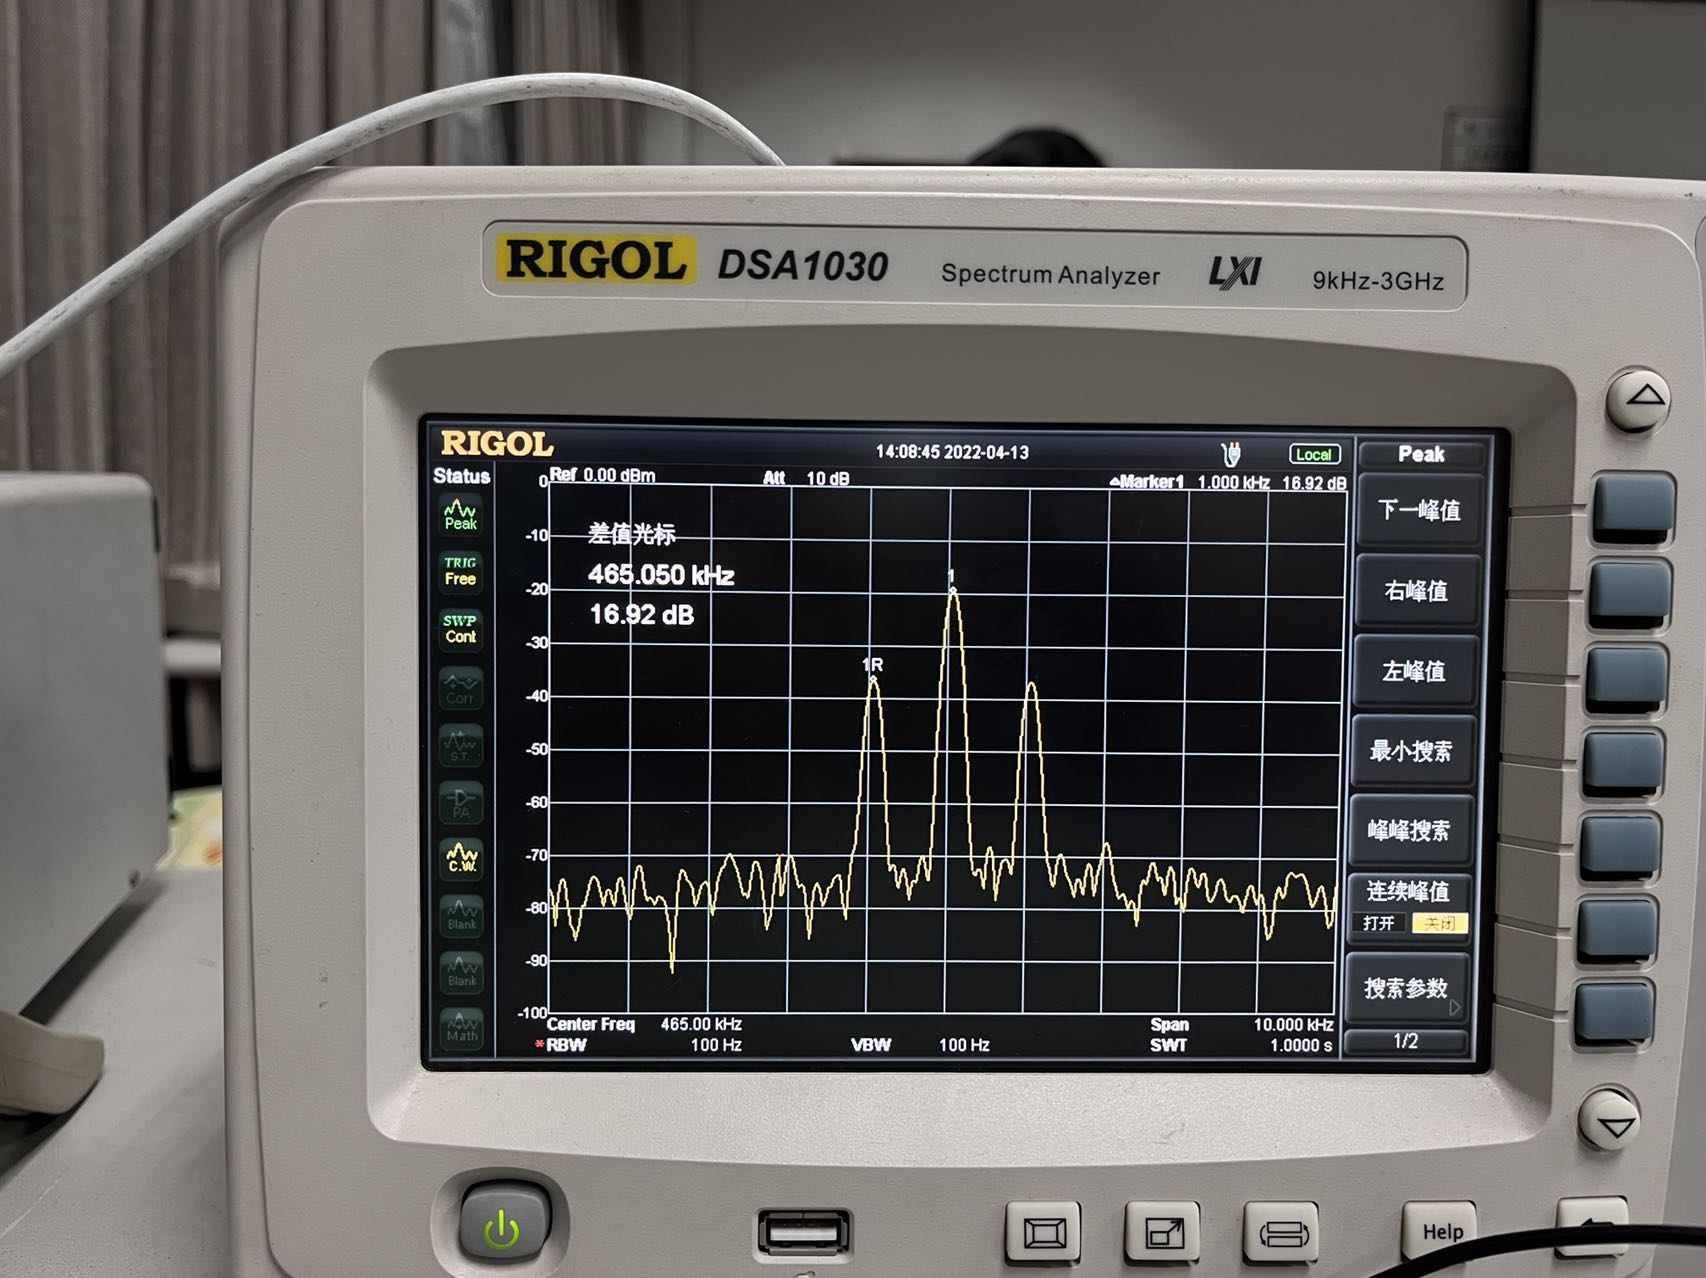 RIGOL DSA1030 Spectrum Analyzer LXI 9kHz-3GHz
RIGOL 14:08:45 2022-04-13 Local
Status
Peak
TRIG
Free
SWP
Cont
Corr
S.T.
PA
C.W.
Blank
Blank
Math
Ref 0.00 dBm Att 10 dB Marker1 1.000 kHz 16.92 dB
0
-10
-20
-30
-40
-50
-60
-70
-80
-90
-100
差值光标
465.050 kHz
16.92 dB
1
1R
Center Freq 465.00 kHz Span 10.000 kHz
*RBW 100 Hz VBW 100 Hz SWT 1.0000 s
Peak
下一峰值
右峰值
左峰值
最小搜索
峰峰搜索
连续峰值
打开 关闭
搜索参数
1/2
Help